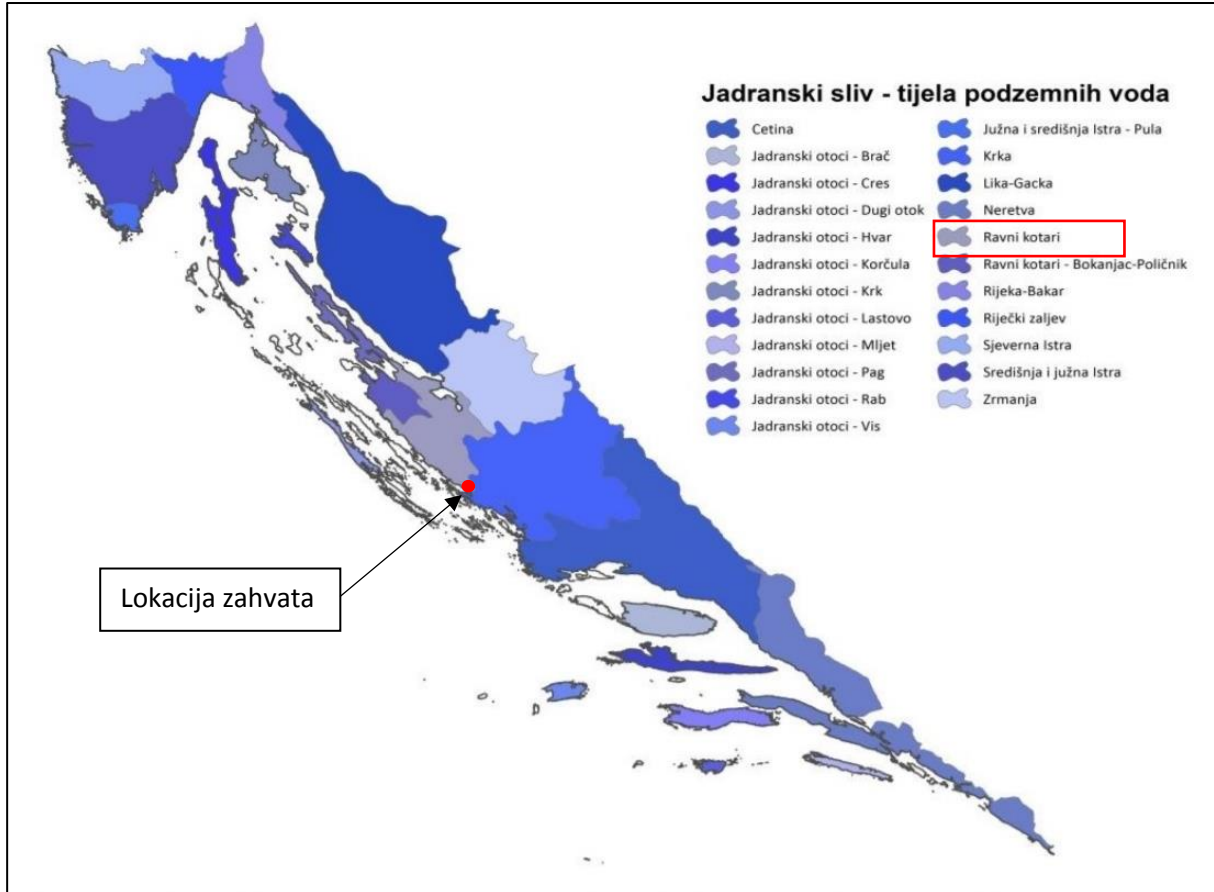 Jadranski sliv - tijela podzemnih voda
Cetina
Jadranski otoci - Brač
Jadranski otoci - Cres
Jadranski otoci - Dugi otok
Jadranski otoci - Hvar
Jadranski otoci - Korčula
Jadranski otoci - Krk
Jadranski otoci - Lastovo
Jadranski otoci - Mljet
Jadranski otoci - Pag
Jadranski otoci - Rab
Jadranski otoci - Vis
Južna i središnja Istra - Pula
Krka
Lika-Gacka
Neretva
Ravni kotari
Ravni kotari - Bokanjac-Poličnik
Rijeka-Bakar
Riječki zaljev
Sjeverna Istra
Središnja i južna Istra
Zrmanja
Lokacija zahvata